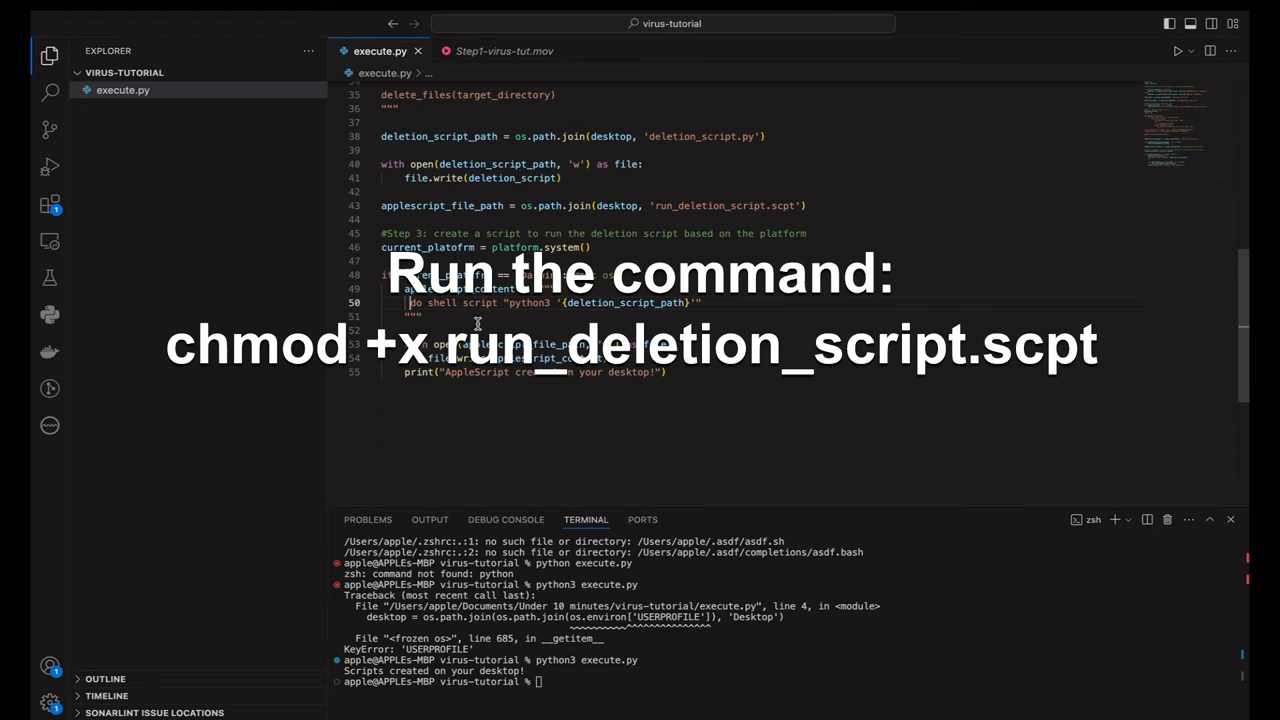 virus-tutorial
EXPLORER
execute.py
Step1-virus-tut.mov
VIRUS-TUTORIAL
execute.py > ...
execute.py
35 delete_files(target_directory)
36 """
37
38 deletion_script_path = os.path.join(desktop, 'deletion_script.py')
39
40 with open(deletion_script_path, 'w') as file:
41 file.write(deletion_script)
42
43 applescript_file_path = os.path.join(desktop, 'run_deletion_script.scpt')
44
45 #Step 3: create a script to run the deletion script based on the platform
46 current_platofrm = platform.system()
47
Run the command:
48
49
50 do shell script "python3 '{deletion_script_path}'"
51 """
52
chmod +x run_deletion_script.scpt
53
54
55 print("AppleScript created on your desktop!")
PROBLEMS OUTPUT DEBUG CONSOLE TERMINAL PORTS
zsh
/Users/apple/.zshrc:.:1: no such file or directory: /Users/apple/.asdf/asdf.sh
/Users/apple/.zshrc:.:2: no such file or directory: /Users/apple/.asdf/completions/asdf.bash
apple@APPLEs-MBP virus-tutorial % python execute.py
zsh: command not found: python
apple@APPLEs-MBP virus-tutorial % python3 execute.py
Traceback (most recent call last):
File "/Users/apple/Documents/Under 10 minutes/virus-tutorial/execute.py", line 4, in <module>
desktop = os.path.join(os.path.join(os.environ['USERPROFILE']), 'Desktop')
~~~~~~~~~~^^^^^^^^^^^^^^^
File "<frozen os>", line 685, in __getitem__
KeyError: 'USERPROFILE'
apple@APPLEs-MBP virus-tutorial % python3 execute.py
Scripts created on your desktop!
apple@APPLEs-MBP virus-tutorial %
OUTLINE
TIMELINE
SONARLINT ISSUE LOCATIONS